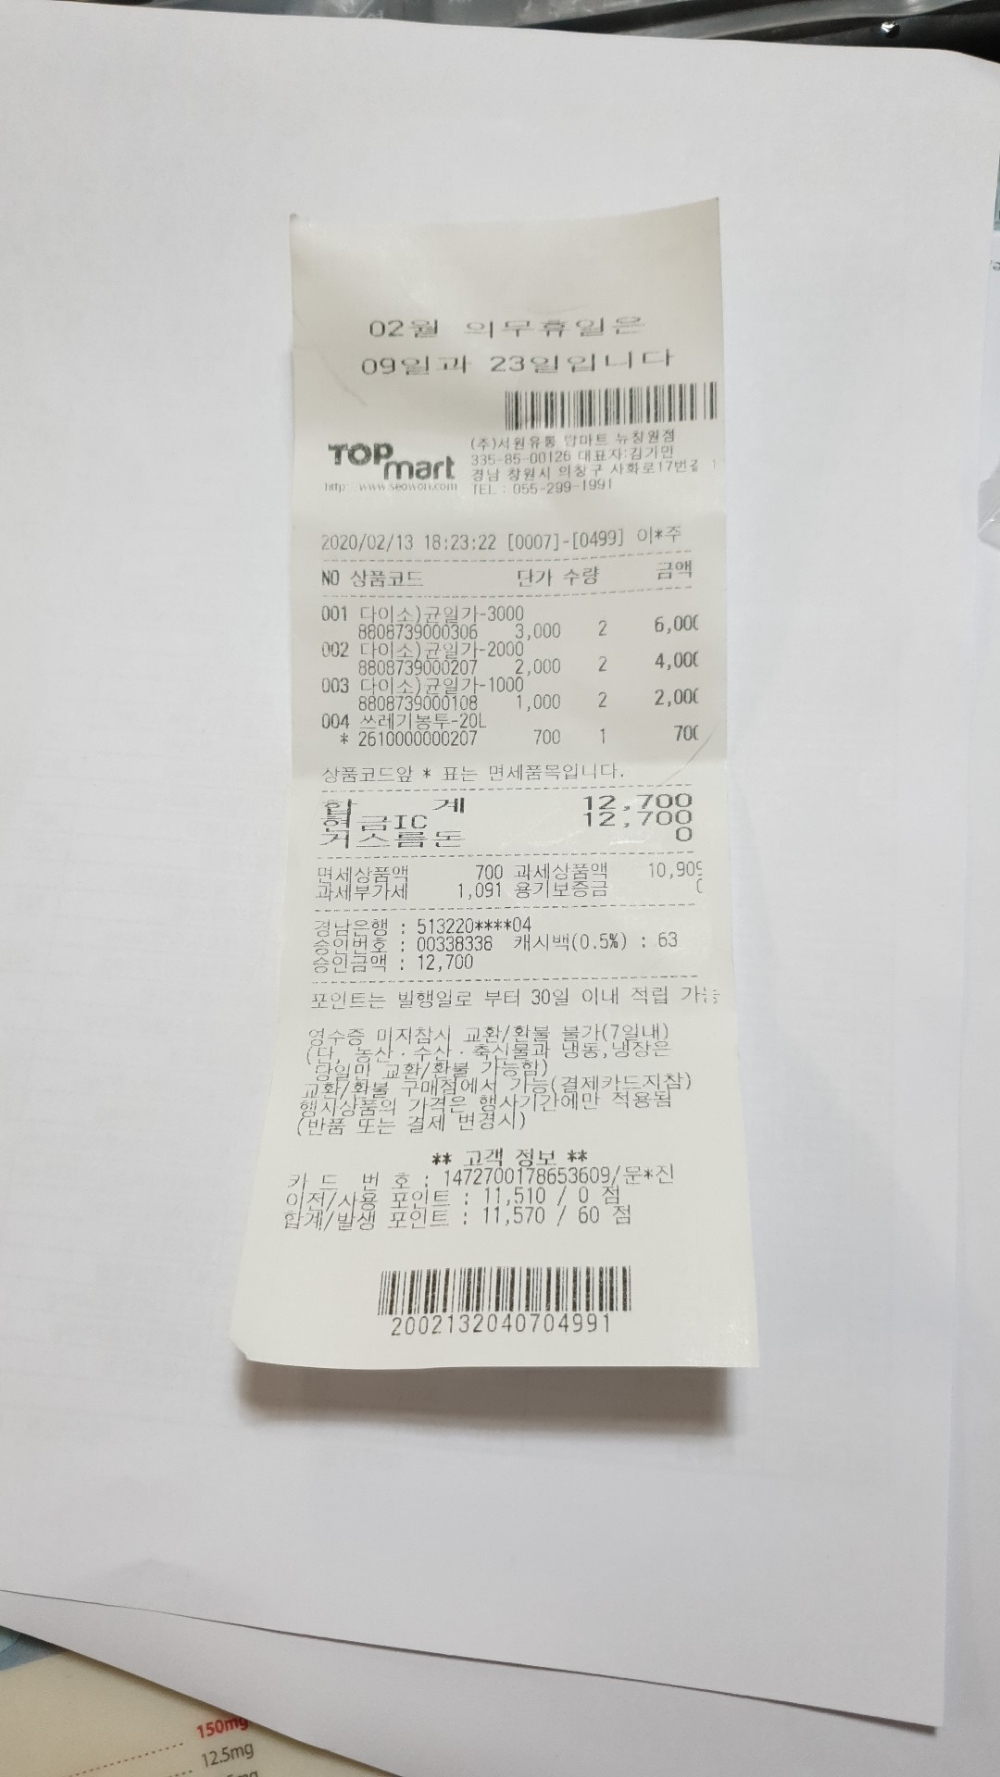 02월 의무휴일은
09일과 23일입니다
TOP mart
http://www.seowon.com
(주)서원유통 탑마트 뉴창원점
335-85-00126 대표자:김기민
경남 창원시 의창구 사화로17번길 1
TEL : 055-299-1991
2020/02/13 18:23:22 [0007]-[0499] 이*주
NO 상품코드 단가 수량 금액
001 다이소)균일가-3000
8808739000306 3,000 2 6,000
002 다이소)균일가-2000
8808739000207 2,000 2 4,000
003 다이소)균일가-1000
8808739000108 1,000 2 2,000
004 쓰레기봉투-20L
* 2610000000207 700 1 700
상품코드앞 * 표는 면세품목입니다.
합 계 12,700
현금IC 12,700
거스름돈 0
면세상품액 700 과세상품액 10,909
과세부가세 1,091 용기보증금 0
경남은행 : 513220****04
승인번호 : 00338336 캐시백(0.5%) : 63
승인금액 : 12,700
포인트는 발행일로 부터 30일 이내 적립 가능
영수증 미지참시 교환/환불 불가(7일내)
(단, 농산·수산·축산물과 냉동,냉장은
당일만 교환/환불 가능함)
교환/환불 구매점에서 가능(결제카드지참)
행사상품의 가격은 행사기간에만 적용됨
(반품 또는 결제 변경시)
** 고객 정보 **
카 드 번 호 : 1472700178653609/문*진
이전/사용 포인트 : 11,510 / 0 점
합계/발생 포인트 : 11,570 / 60 점
2002132040704991
150mg
12.5mg